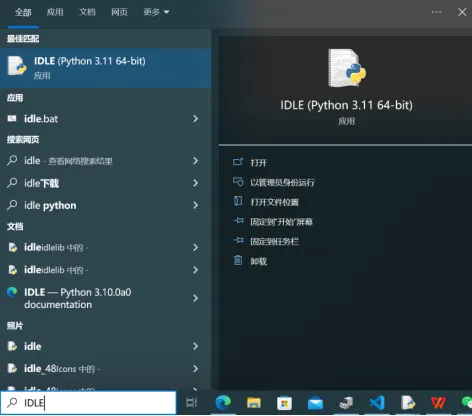 全部 应用 文档 网页 更多
最佳匹配
IDLE (Python 3.11 64-bit)
应用
应用
idle.bat
搜索网页
idle - 查看网络搜索结果
idle下载
idle python
文档
idleidlelib 中的 -
idleidlelib 中的 -
IDLE — Python 3.10.0a0
documentation
照片
idle
idle_48Icons 中的 -
IDLE
IDLE (Python 3.11 64-bit)
应用
打开
以管理员身份运行
打开文件位置
固定到"开始"屏幕
固定到任务栏
卸载